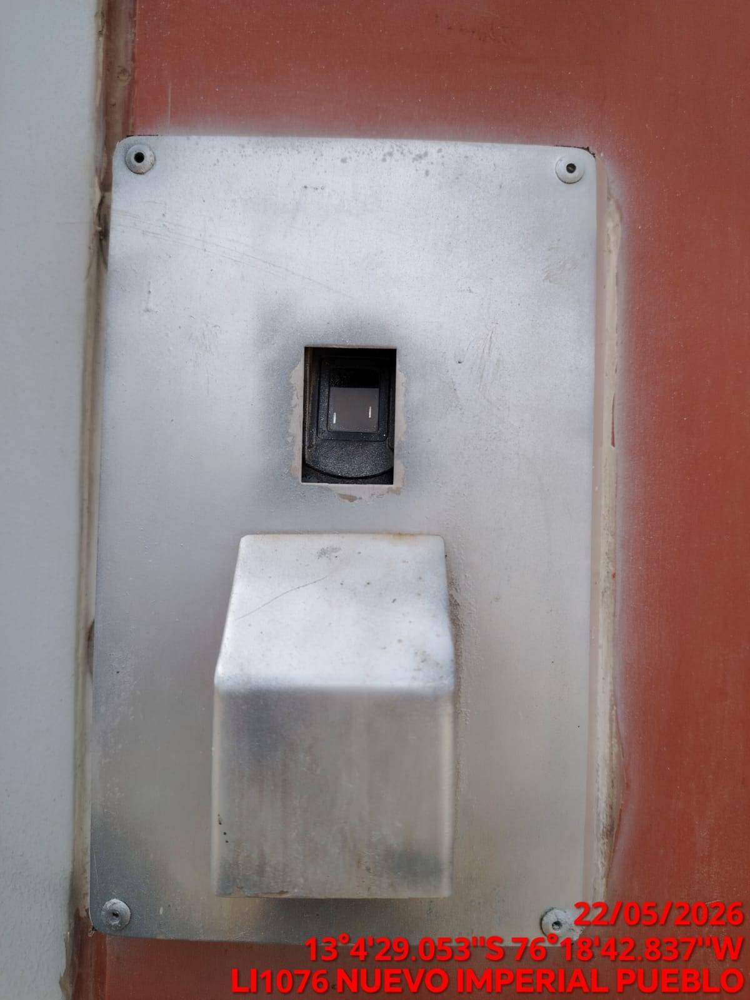 22/05/2026
13°4'29.053"S 76°18'42.837"W
LI1076 NUEVO IMPERIAL PUEBLO